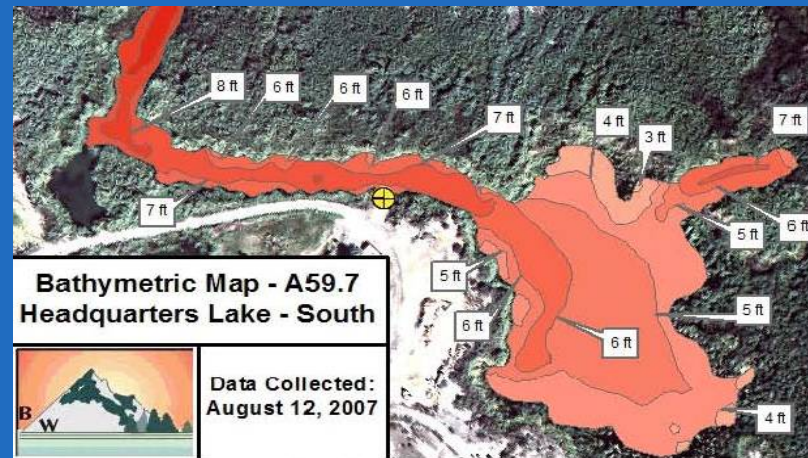 8 ft
6 ft
6 ft
6 ft
7 ft
4 ft
3 ft
7 ft
7 ft
6 ft
5 ft
5 ft
5 ft
6 ft
6 ft
4 ft
Bathymetric Map - A59.7
Headquarters Lake - South
Data Collected:
August 12, 2007
B
W